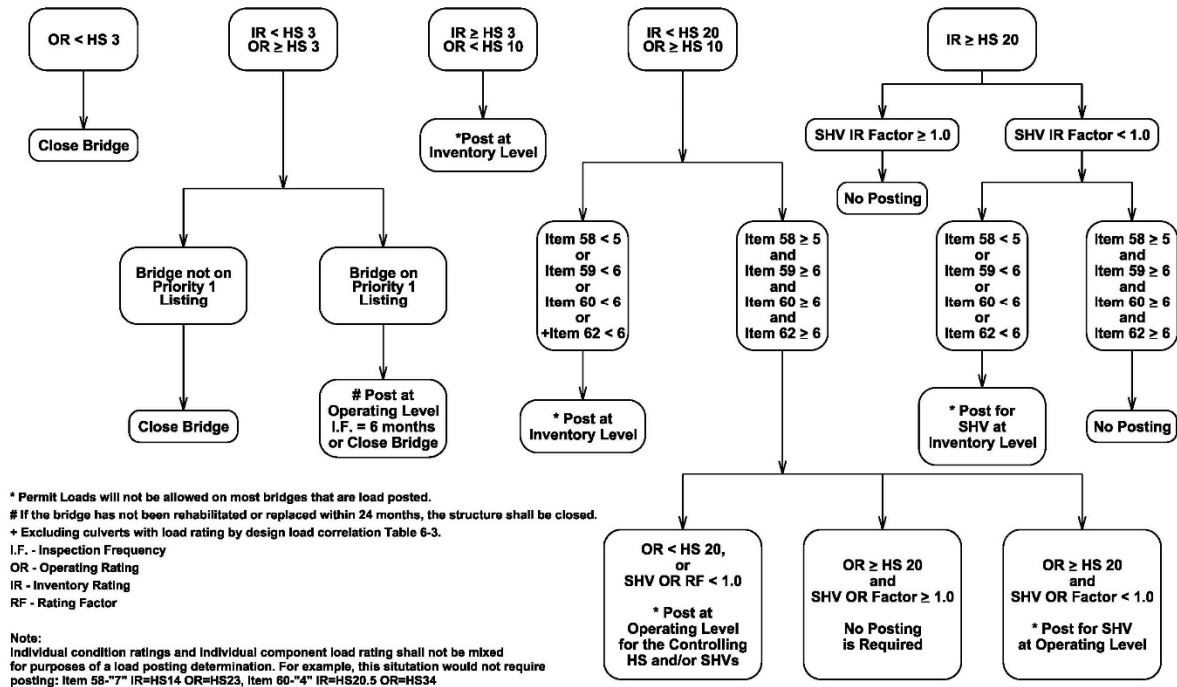 OR < HS 3
IR < HS 3
OR ≥ HS 3
IR ≥ HS 3
OR < HS 10
IR < HS 20
OR ≥ HS 10
IR ≥ HS 20
Close Bridge
*Post at
Inventory Level
SHV IR Factor ≥ 1.0
SHV IR Factor < 1.0
No Posting
Bridge not on
Priority 1
Listing
Bridge on
Priority 1
Listing
Item 58 < 5
or
Item 59 < 6
or
Item 60 < 6
or
+Item 62 < 6
Item 58 ≥ 5
and
Item 59 ≥ 6
and
Item 60 ≥ 6
and
Item 62 ≥ 6
Item 58 < 5
or
Item 59 < 6
or
Item 60 < 6
or
Item 62 < 6
Item 58 ≥ 5
and
Item 59 ≥ 6
and
Item 60 ≥ 6
and
Item 62 ≥ 6
Close Bridge
# Post at
Operating Level
I.F. = 6 months
or Close Bridge
* Post at
Inventory Level
* Post for
SHV at
Inventory Level
No Posting
* Permit Loads will not be allowed on most bridges that are load posted.
# If the bridge has not been rehabilitated or replaced within 24 months, the structure shall be closed.
+ Excluding culverts with load rating by design load correlation Table 6-3.
I.F. - Inspection Frequency
OR - Operating Rating
IR - Inventory Rating
RF - Rating Factor
Note:
Individual condition ratings and individual component load rating shall not be mixed
for purposes of a load posting determination. For example, this situtation would not require
posting: Item 58-"7" IR=HS14 OR=HS23, Item 60-"4" IR=HS20.5 OR=HS34
OR < HS 20,
or
SHV OR RF < 1.0
* Post at
Operating Level
for the Controlling
HS and/or SHVs
OR ≥ HS 20
and
SHV OR Factor ≥ 1.0
No Posting
is Required
OR ≥ HS 20
and
SHV OR Factor < 1.0
* Post for SHV
at Operating Level